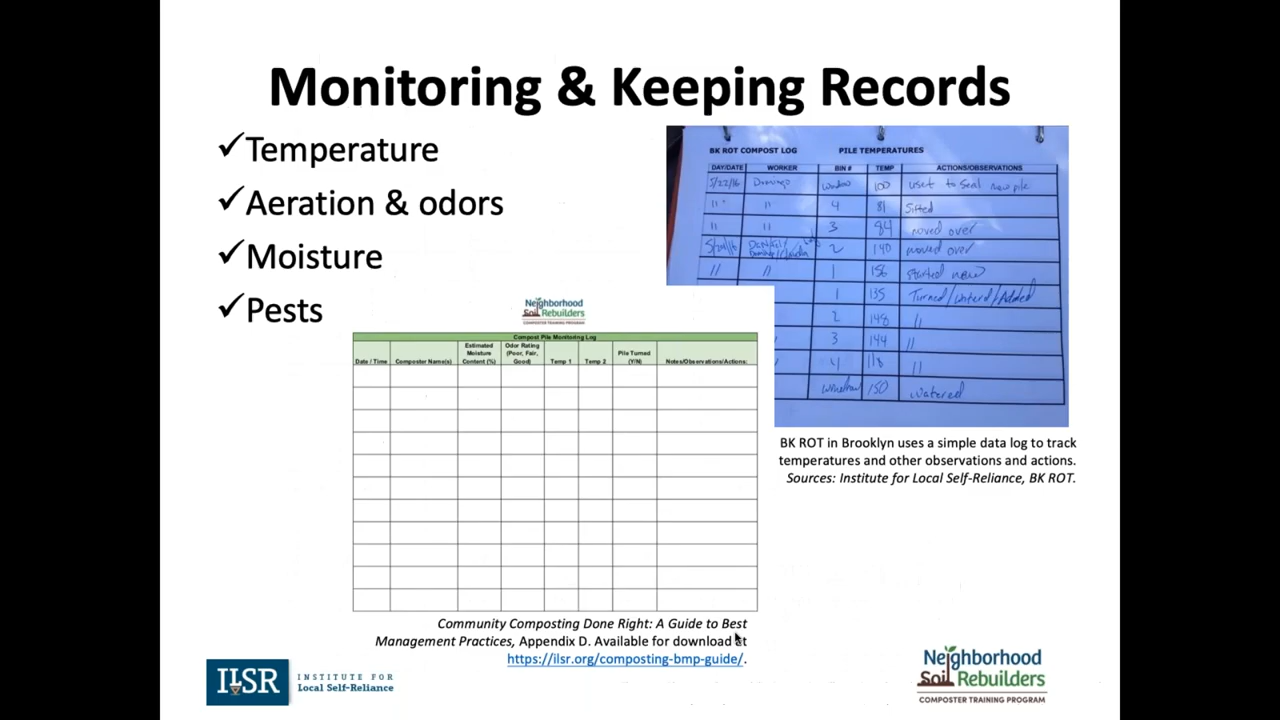 Monitoring & Keeping Records
✓Temperature
✓Aeration & odors
✓Moisture
✓Pests
BK ROT COMPOST LOG PILE TEMPERATURES
DAY/DATE WORKER BIN # TEMP ACTIONS/OBSERVATIONS
5/22/16 100 used to seal new pile
" " 4 81 Sifted
" " 3 84 moved over
2 140 moved over
// // 1 156 started new
1 135 Turned/watered/Added
2 148 //
3 144 //
4 118 //
150 watered
BK ROT in Brooklyn uses a simple data log to track
temperatures and other observations and actions.
Sources: Institute for Local Self-Reliance, BK ROT.
Neighborhood
Soil Rebuilders
COMPOSTER TRAINING PROGRAM
Compost Pile Monitoring Log
Date / Time Composter Name(s) Estimated Moisture Content (%) Odor Rating (Poor, Fair, Good) Temp 1 Temp 2 Pile Turned (Y/N) Notes/Observations/Actions:
Community Composting Done Right: A Guide to Best
Management Practices, Appendix D. Available for download at
https://ilsr.org/composting-bmp-guide/.
ILSR INSTITUTE FOR
Local Self-Reliance
Neighborhood
Soil Rebuilders
COMPOSTER TRAINING PROGRAM